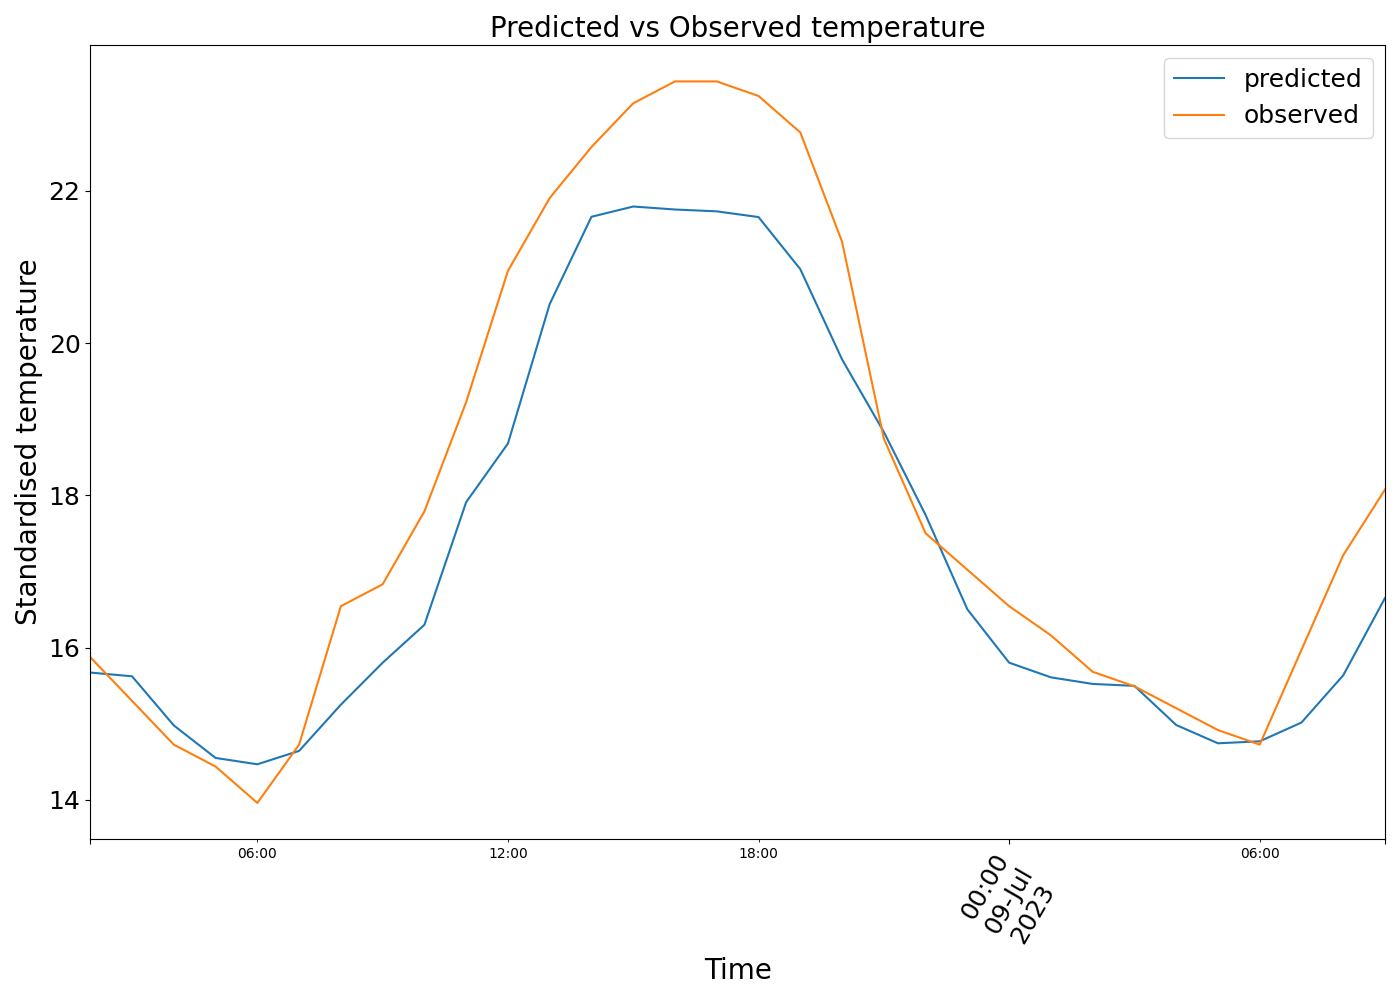 Predicted vs Observed temperature
predicted
observed
Standardised temperature
22
20
18
16
14
06:00
12:00
18:00
00:00
09-Jul
2023
06:00
Time